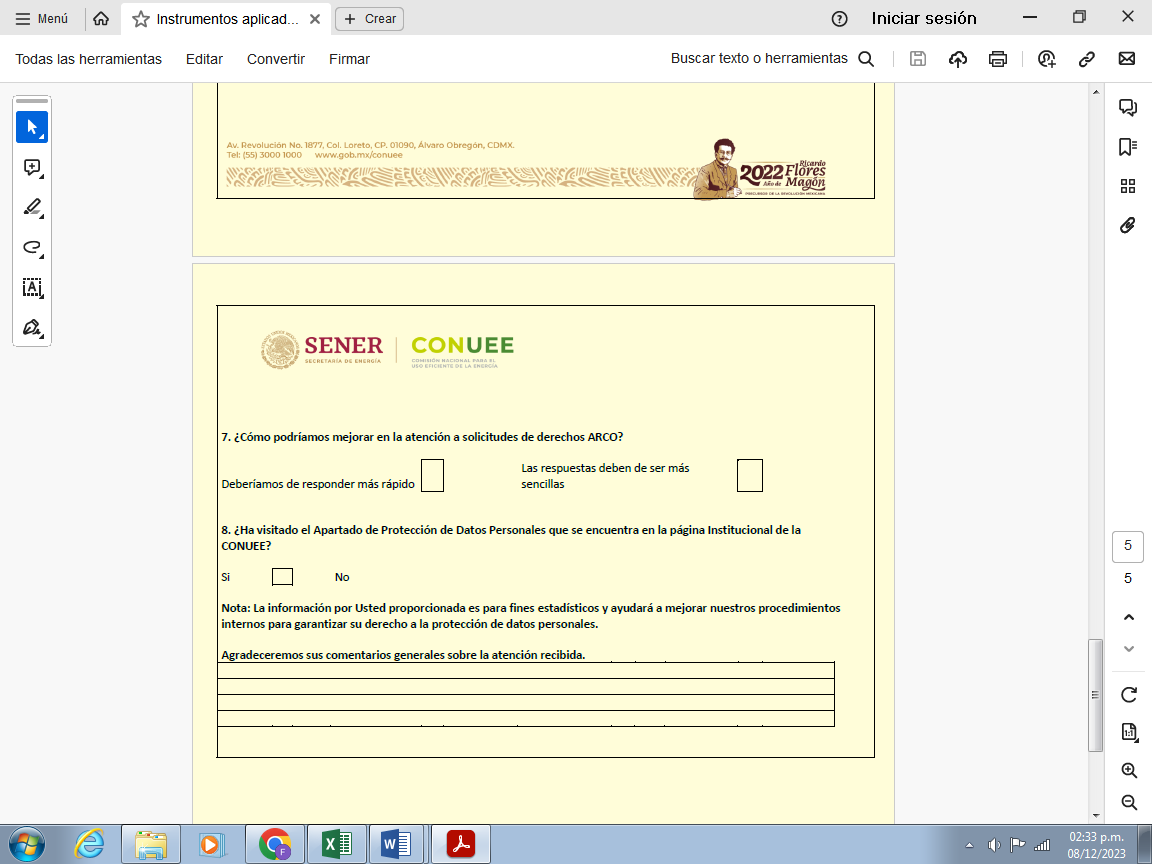 Menú
Instrumentos aplicad...
Crear
Iniciar sesión
Todas las herramientas
Editar
Convertir
Firmar
Buscar texto o herramientas
Av. Revolución No. 1877, Col. Loreto, CP. 01090, Álvaro Obregón, CDMX.
Tel: (55) 3000 1000 www.gob.mx/conuee
2022 Ricardo Flores Magón
Año de
PRECURSOR DE LA REVOLUCIÓN MEXICANA
SENER
SECRETARÍA DE ENERGÍA
CONUEE
COMISIÓN NACIONAL PARA EL
USO EFICIENTE DE LA ENERGÍA
7. ¿Cómo podríamos mejorar en la atención a solicitudes de derechos ARCO?
Deberíamos de responder más rápido
Las respuestas deben de ser más
sencillas
8. ¿Ha visitado el Apartado de Protección de Datos Personales que se encuentra en la página Institucional de la
CONUEE?
Si
No
Nota: La información por Usted proporcionada es para fines estadísticos y ayudará a mejorar nuestros procedimientos
internos para garantizar su derecho a la protección de datos personales.
Agradeceremos sus comentarios generales sobre la atención recibida.
5
5
1:1
02:33 p.m.
08/12/2023